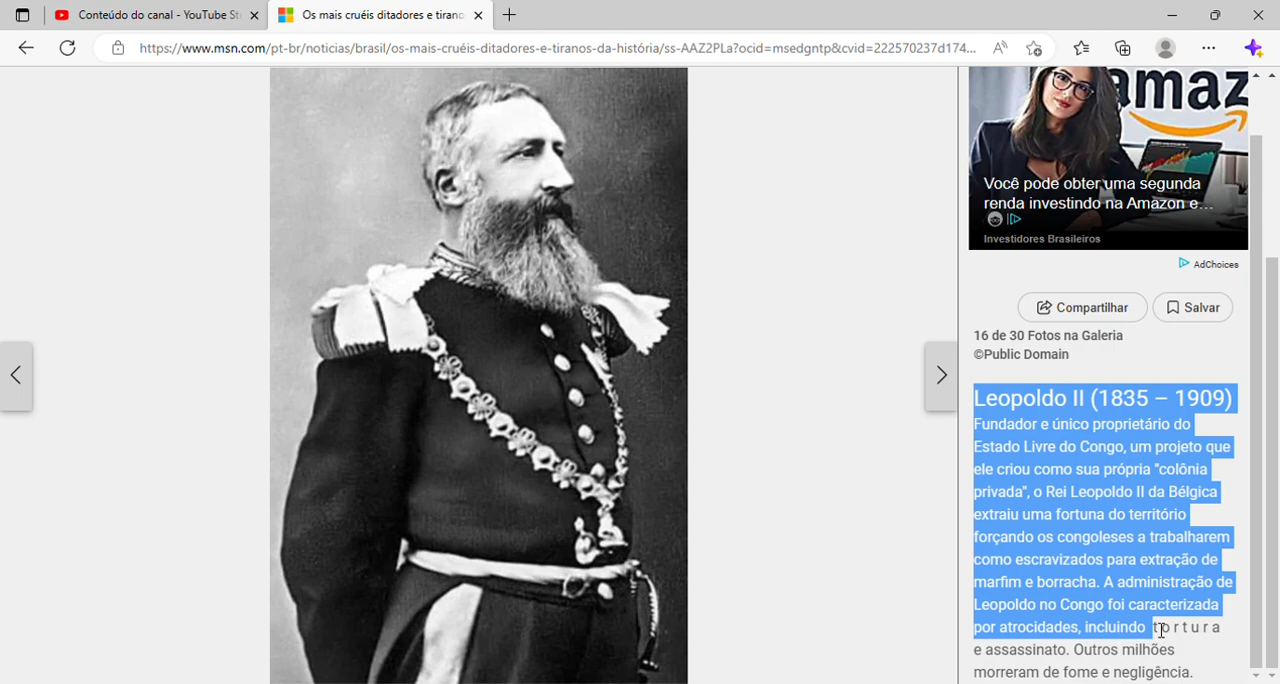 Conteúdo do canal - YouTube St
Os mais cruéis ditadores e tirano
https://www.msn.com/pt-br/noticias/brasil/os-mais-cruéis-ditadores-e-tiranos-da-história/ss-AAZ2PLa?ocid=msedgntp&cvid=222570237d174...
amaz
Você pode obter uma segunda
renda investindo na Amazon e...
Investidores Brasileiros
AdChoices
Compartilhar
Salvar
16 de 30 Fotos na Galeria
©Public Domain
Leopoldo II (1835 – 1909)
Fundador e único proprietário do
Estado Livre do Congo, um projeto que
ele criou como sua própria "colônia
privada", o Rei Leopoldo II da Bélgica
extraiu uma fortuna do território
forçando os congoleses a trabalharem
como escravizados para extração de
marfim e borracha. A administração de
Leopoldo no Congo foi caracterizada
por atrocidades, incluindo tortura
e assassinato. Outros milhões
morreram de fome e negligência.